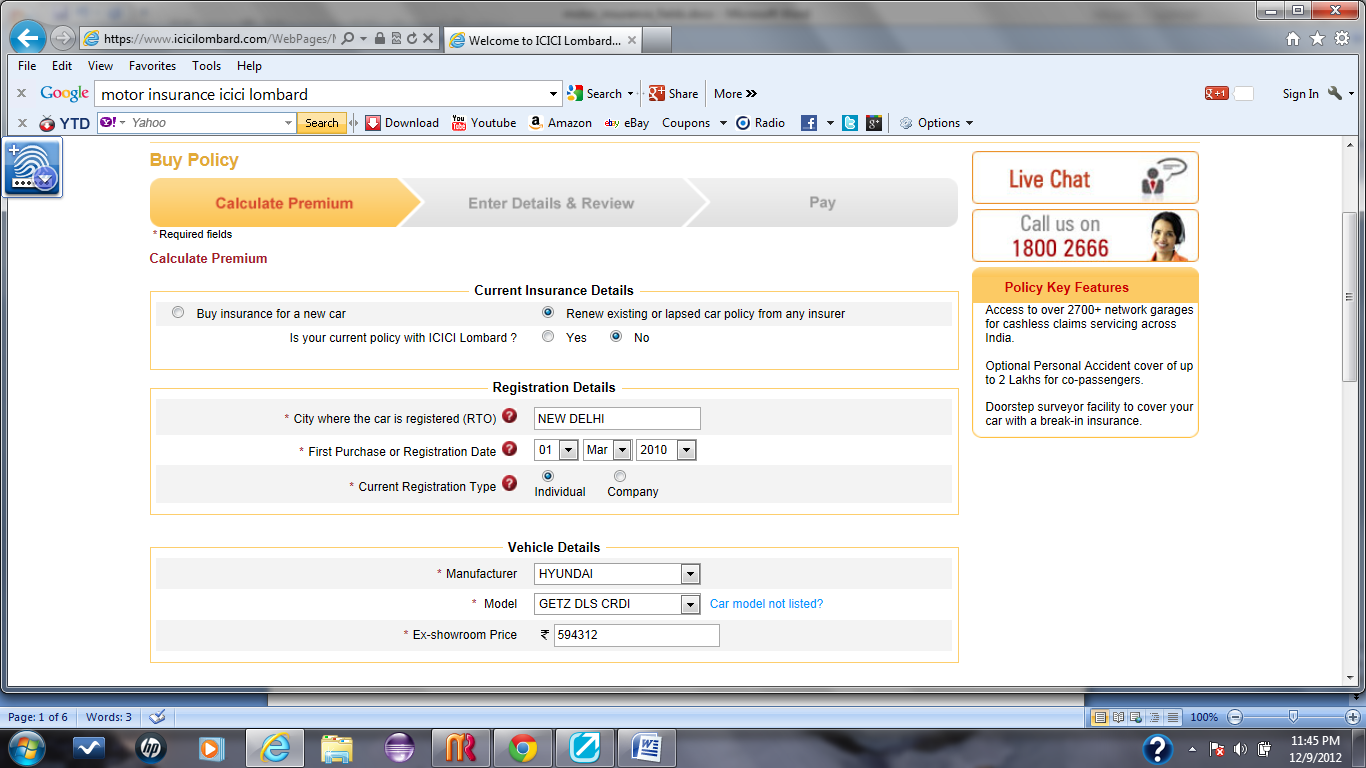 https://www.icicilombard.com/WebPages/M
Welcome to ICICI Lombard...
File Edit View Favorites Tools Help
x Google motor insurance icici lombard Search Share More »
g +1 Sign In
x YTD Y! Yahoo Search Download You Tube Youtube a Amazon ebay eBay Coupons Radio f t g+ Options
Buy Policy
Calculate Premium Enter Details & Review Pay
* Required fields
Calculate Premium
Current Insurance Details
Buy insurance for a new car Renew existing or lapsed car policy from any insurer
Is your current policy with ICICI Lombard ? Yes No
Registration Details
* City where the car is registered (RTO) ? NEW DELHI
* First Purchase or Registration Date ? 01 Mar 2010
* Current Registration Type ? Individual Company
Vehicle Details
* Manufacturer HYUNDAI
* Model GETZ DLS CRDI Car model not listed?
* Ex-showroom Price ₹ 594312
Live Chat
Call us on
1800 2666
Policy Key Features
Access to over 2700+ network garages
for cashless claims servicing across
India.
Optional Personal Accident cover of up
to 2 Lakhs for co-passengers.
Doorstep surveyor facility to cover your
car with a break-in insurance.
Page: 1 of 6 Words: 3 100%
hp W ?
11:45 PM
12/9/2012